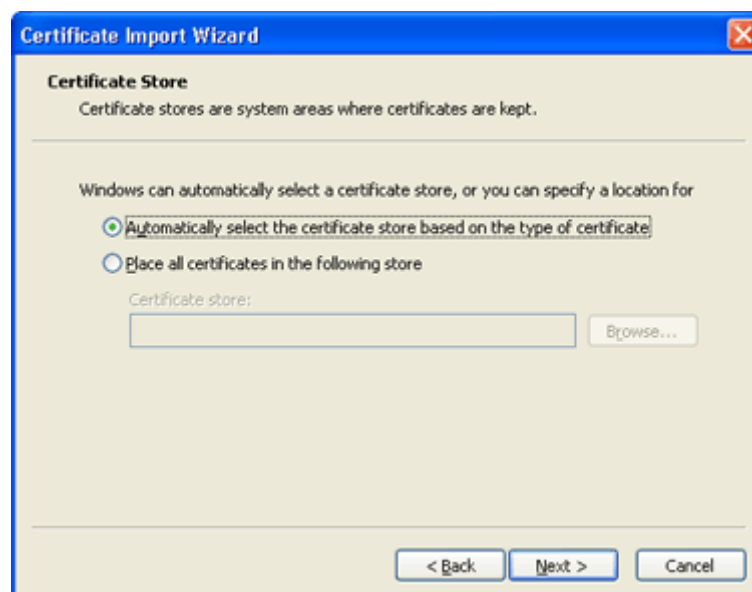 Certificate Import Wizard
Certificate Store
Certificate stores are system areas where certificates are kept.
Windows can automatically select a certificate store, or you can specify a location for
Automatically select the certificate store based on the type of certificate
Place all certificates in the following store
Certificate store:
Browse...
< Back Next > Cancel